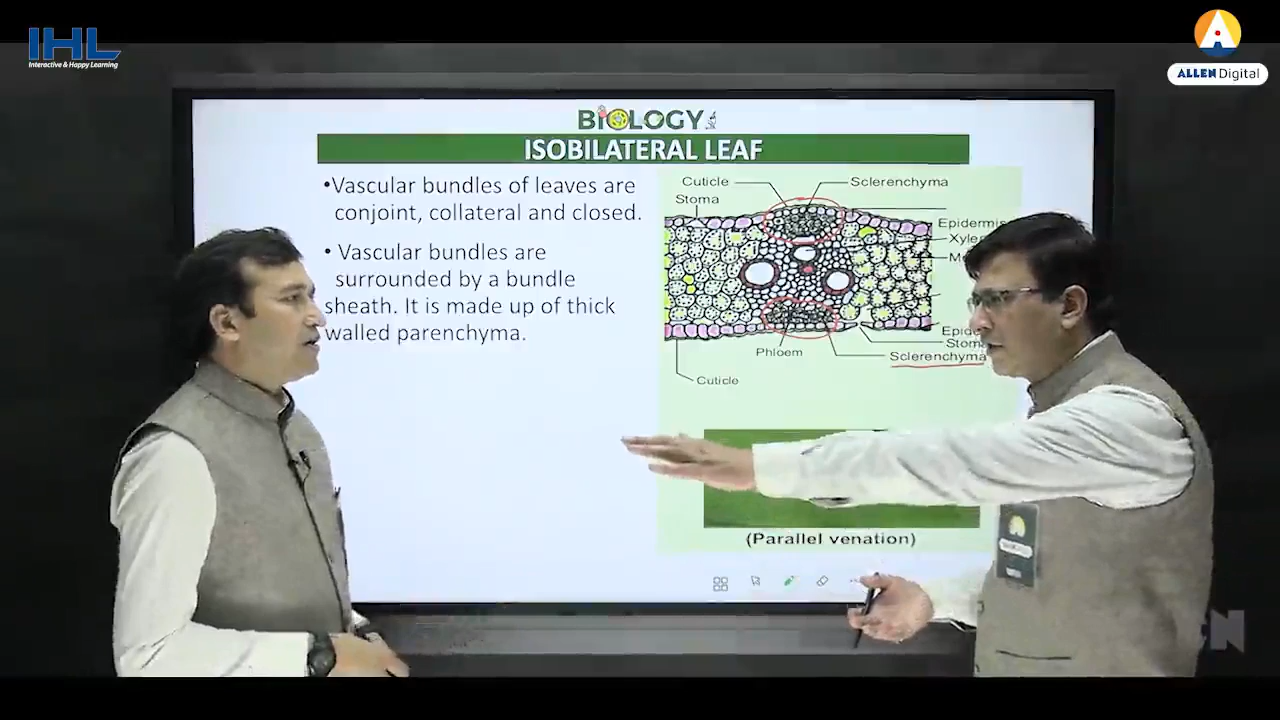 IHL
Interactive & Happy Learning
A
ALLEN Digital
BIOLOGY
ISOBILATERAL LEAF
•Vascular bundles of leaves are
conjoint, collateral and closed.
• Vascular bundles are
surrounded by a bundle
sheath. It is made up of thick
walled parenchyma.
Cuticle
Sclerenchyma
Stoma
Epidermis
Phloem
Sclerenchyma
Cuticle
(Parallel venation)